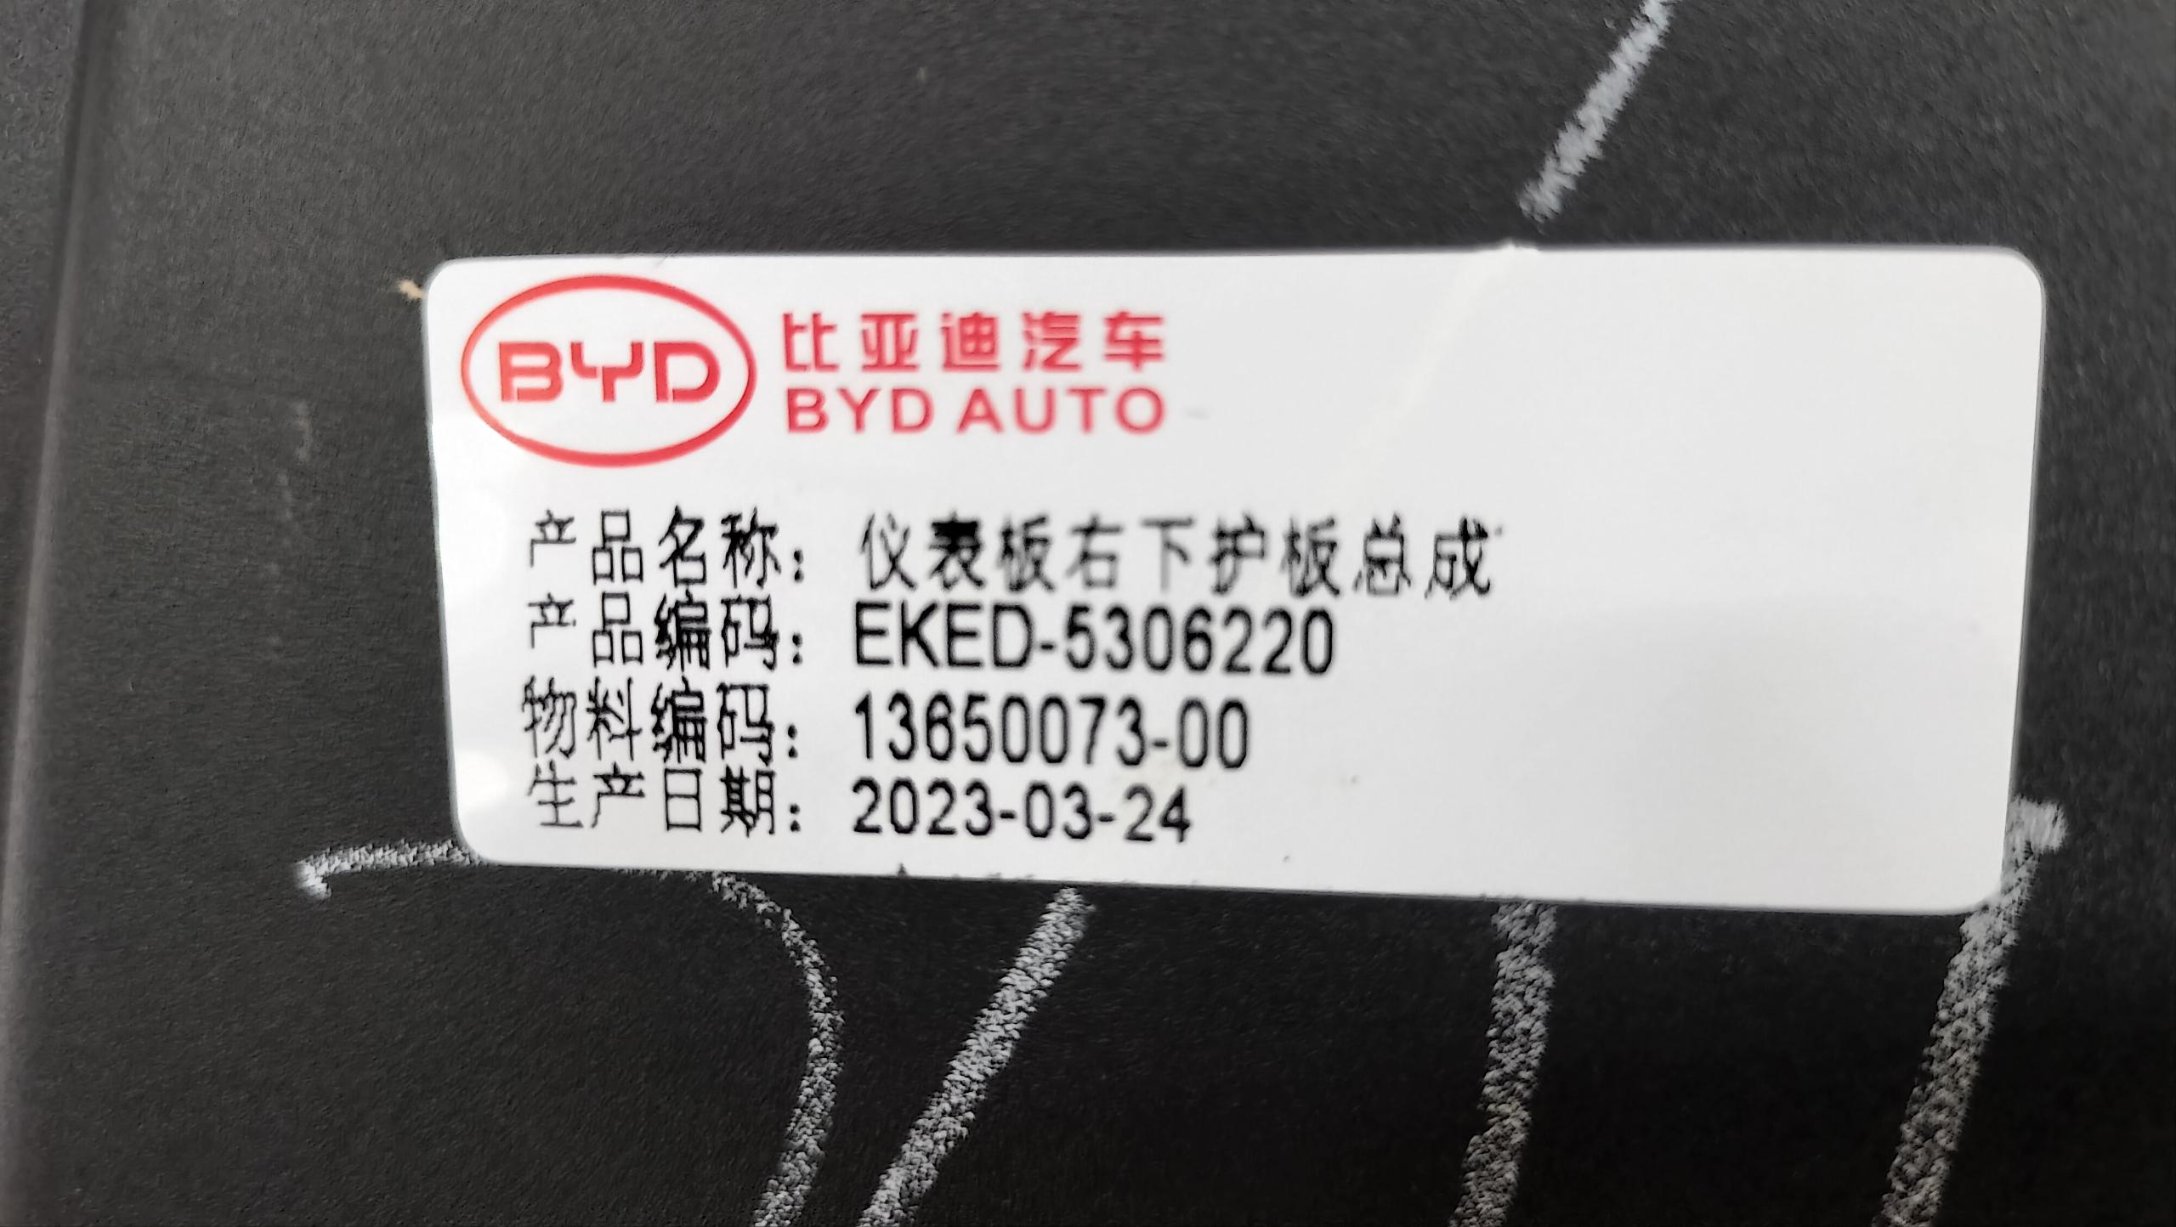 BYD
比亚迪汽车
BYD AUTO
产品名称：仪表板右下护板总成
产品编码：EKED-5306220
物料编码：13650073-00
生产日期：2023-03-24